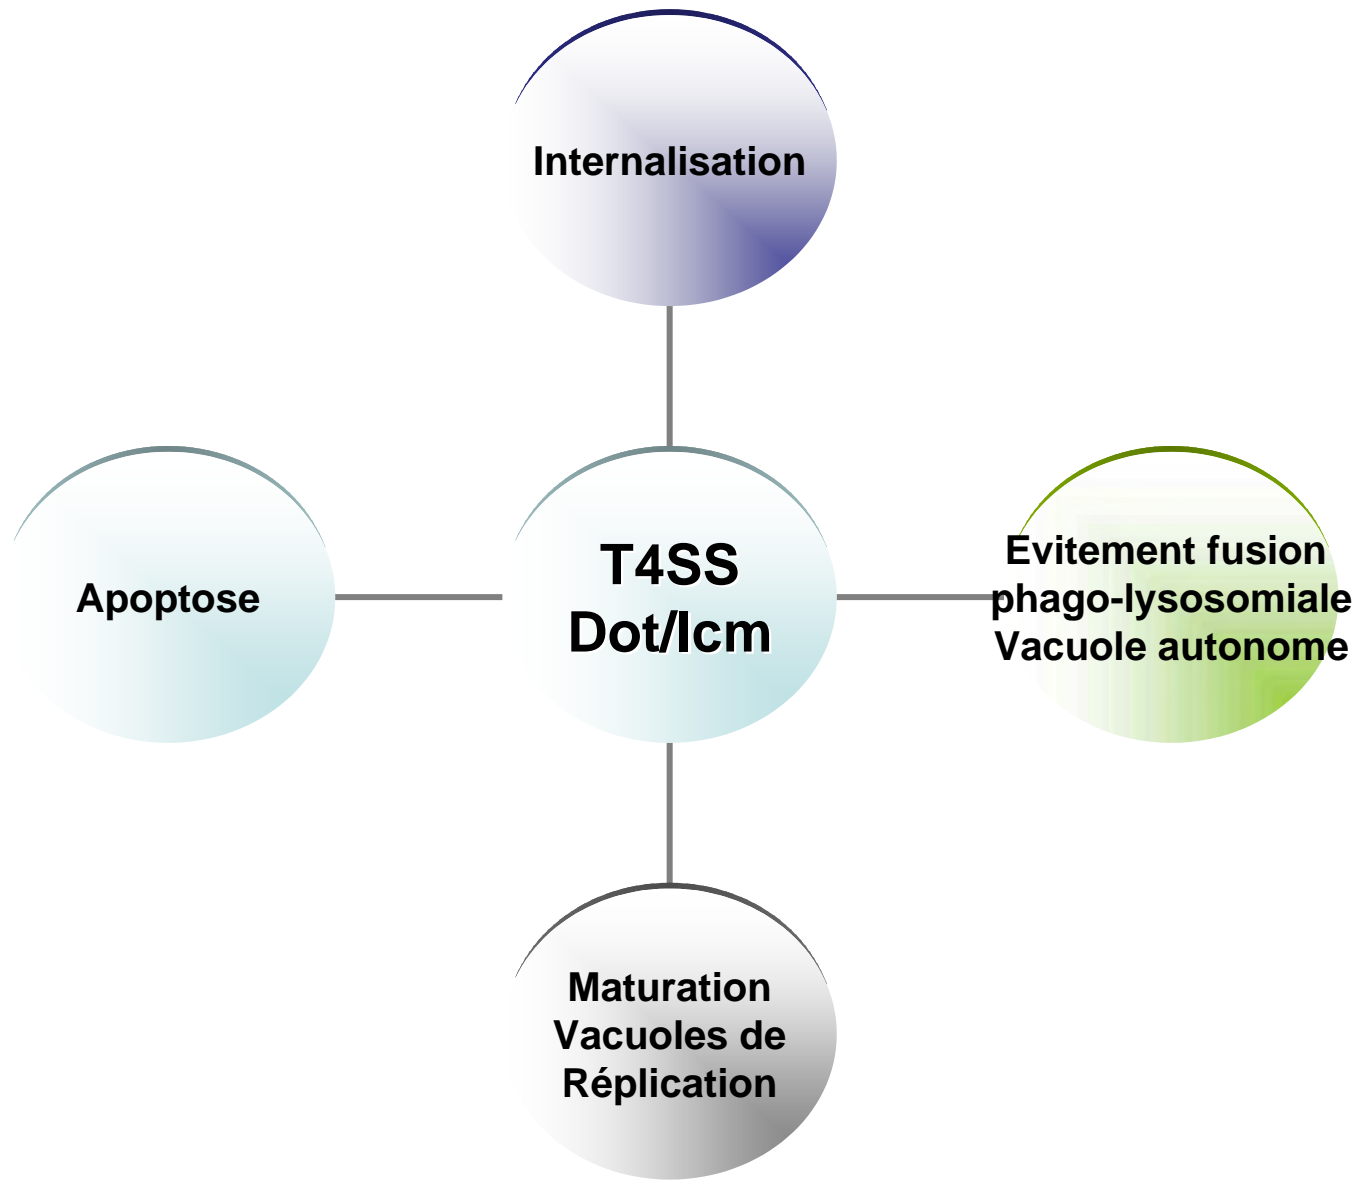 Internalisation
Apoptose
T4SS
Dot/Icm
Evitement fusion
phago-lysosomiale
Vacuole autonome
Maturation
Vacuoles de
Réplication